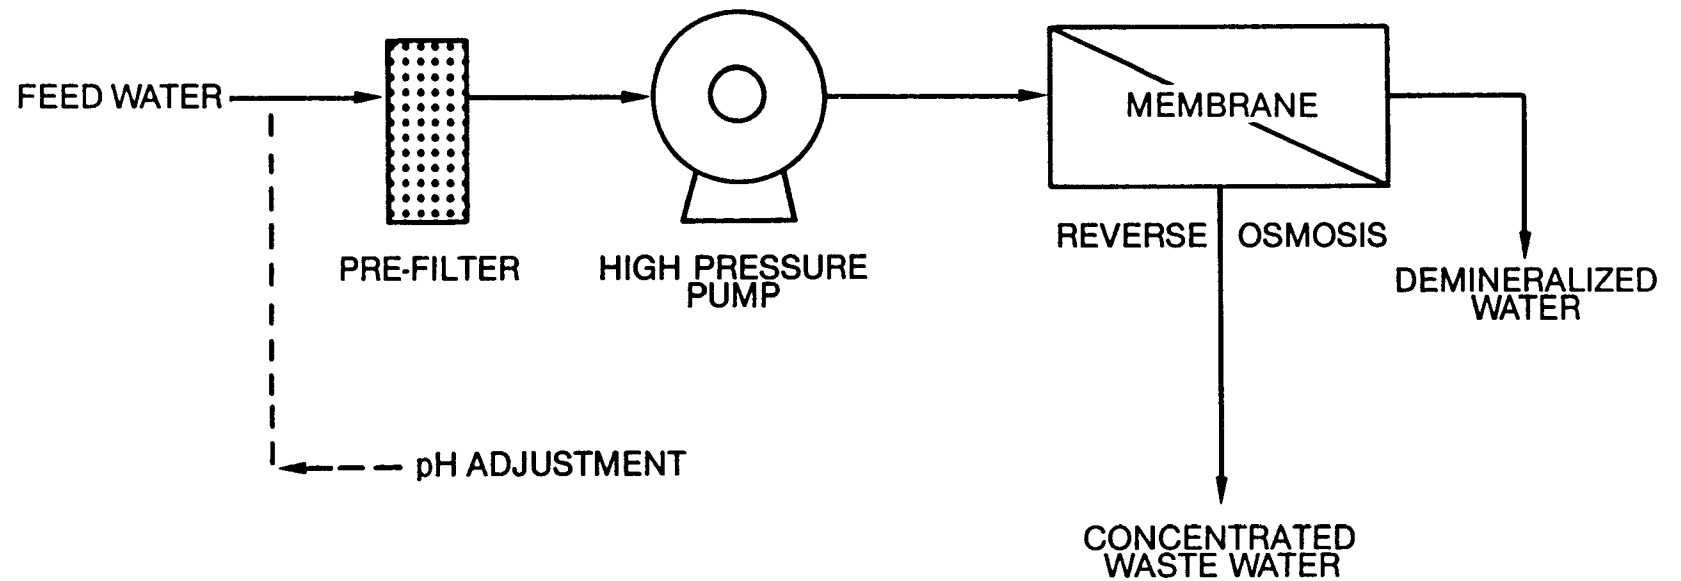 FEED WATER
MEMBRANE
REVERSE OSMOSIS
PRE-FILTER
HIGH PRESSURE
PUMP
DEMINERALIZED
WATER
pH ADJUSTMENT
CONCENTRATED
WASTE WATER